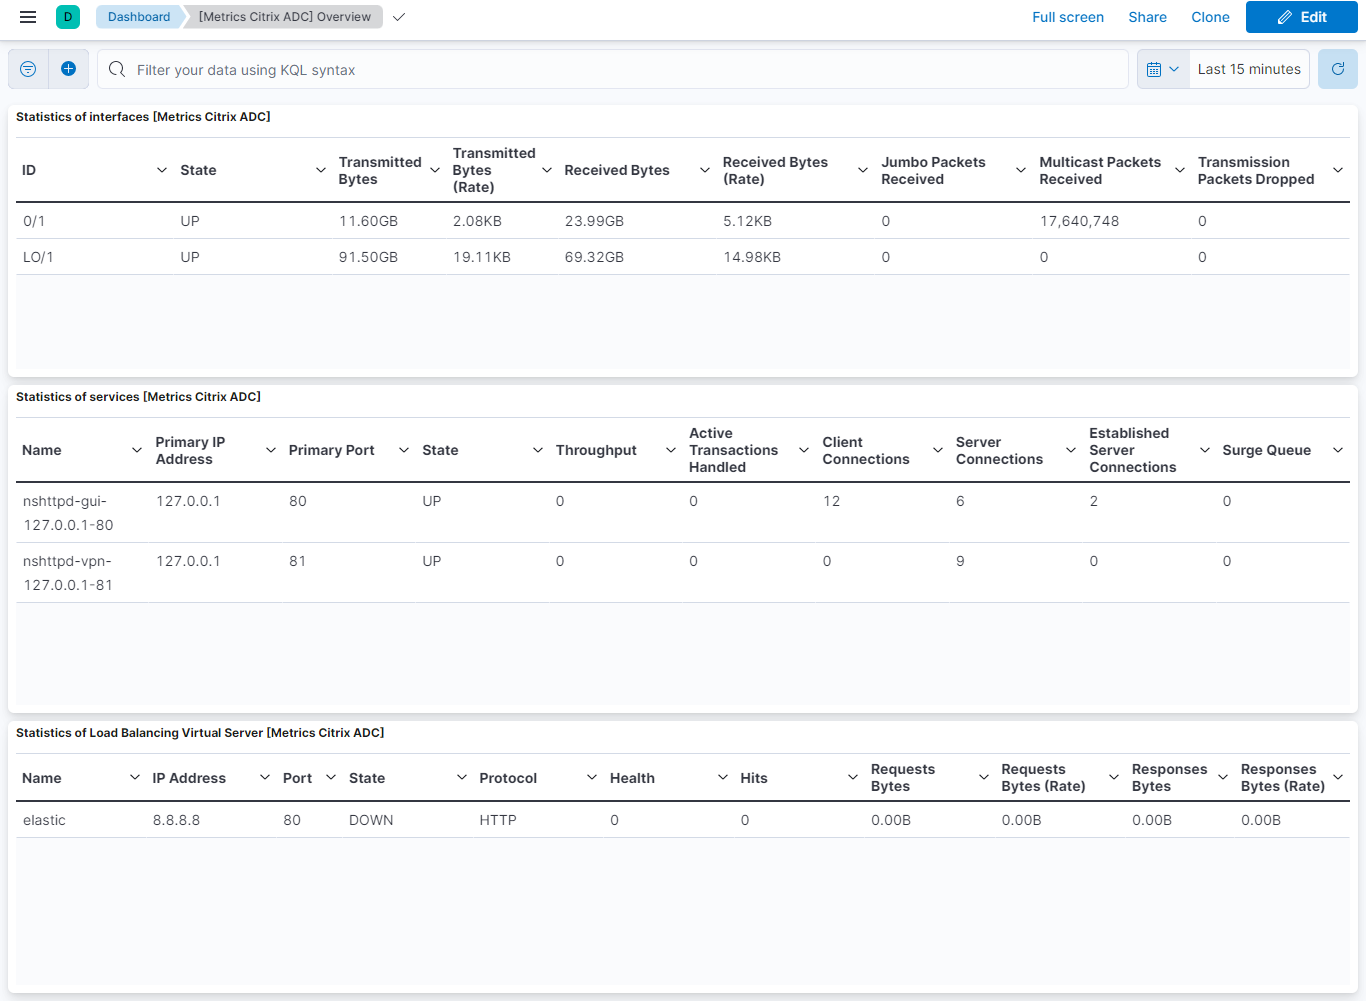 D Dashboard [Metrics Citrix ADC] Overview Full screen Share Clone Edit
Filter your data using KQL syntax Last 15 minutes
Statistics of interfaces [Metrics Citrix ADC]
ID State Transmitted Bytes Transmitted Bytes (Rate) Received Bytes Received Bytes (Rate) Jumbo Packets Received Multicast Packets Received Transmission Packets Dropped
0/1 UP 11.60GB 2.08KB 23.99GB 5.12KB 0 17,640,748 0
LO/1 UP 91.50GB 19.11KB 69.32GB 14.98KB 0 0 0
Statistics of services [Metrics Citrix ADC]
Name Primary IP Address Primary Port State Throughput Active Transactions Handled Client Connections Server Connections Established Server Connections Surge Queue
nshttpd-gui-127.0.0.1-80 127.0.0.1 80 UP 0 0 12 6 2 0
nshttpd-vpn-127.0.0.1-81 127.0.0.1 81 UP 0 0 0 9 0 0
Statistics of Load Balancing Virtual Server [Metrics Citrix ADC]
Name IP Address Port State Protocol Health Hits Requests Bytes Requests Bytes (Rate) Responses Bytes Responses Bytes (Rate)
elastic 8.8.8.8 80 DOWN HTTP 0 0 0.00B 0.00B 0.00B 0.00B